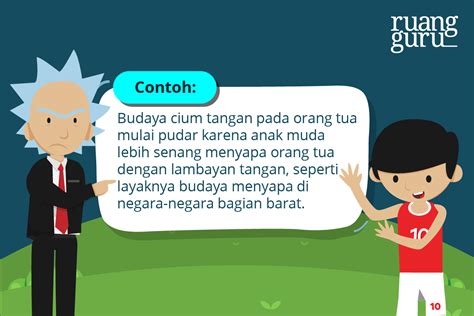 ruang
guru
Contoh:
Budaya cium tangan pada orang tua
mulai pudar karena anak muda
lebih senang menyapa orang tua
dengan lambayan tangan, seperti
layaknya budaya menyapa di
negara-negara bagian barat.
10
10